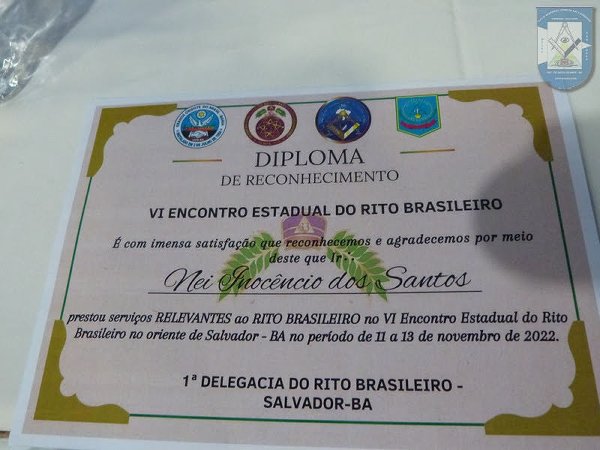 DIPLOMA
DE RECONHECIMENTO
VI ENCONTRO ESTADUAL DO RITO BRASILEIRO
É com imensa satisfação que reconhecemos e agradecemos por meio
deste que Ir∴
Nei Inocêncio dos Santos
prestou serviços RELEVANTES ao RITO BRASILEIRO no VI Encontro Estadual do Rito
Brasileiro no oriente de Salvador - BA no período de 11 a 13 de novembro de 2022.
1ª DELEGACIA DO RITO BRASILEIRO -
SALVADOR-BA